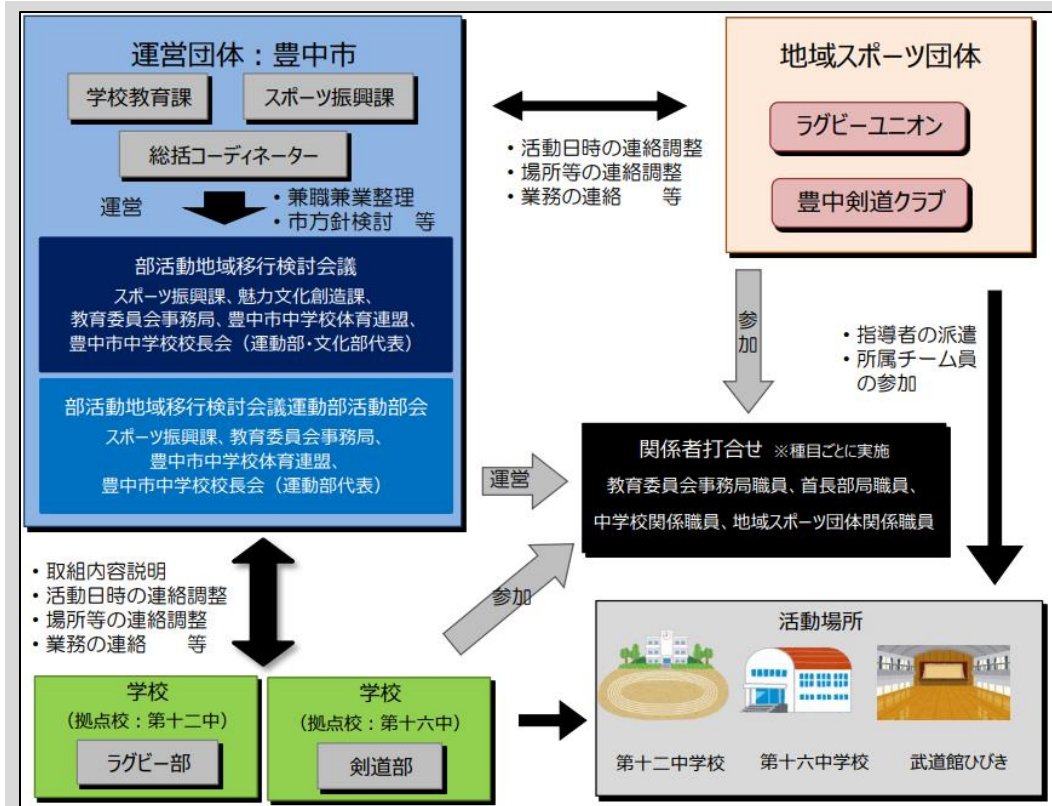 運営団体：豊中市
学校教育課
スポーツ振興課
総括コーディネーター
運営
・兼職兼業整理
・市方針検討　等
部活動地域移行検討会議
スポーツ振興課、魅力文化創造課、
教育委員会事務局、豊中市中学校体育連盟、
豊中市中学校校長会（運動部・文化部代表）
部活動地域移行検討会議運動部活動部会
スポーツ振興課、教育委員会事務局、
豊中市中学校体育連盟、
豊中市中学校校長会（運動部代表）
・活動日時の連絡調整
・場所等の連絡調整
・業務の連絡　　等
地域スポーツ団体
ラグビーユニオン
豊中剣道クラブ
参加
・指導者の派遣
・所属チーム員
の参加
運営
関係者打合せ ※種目ごとに実施
教育委員会事務局職員、首長部局職員、
中学校関係職員、地域スポーツ団体関係職員
・取組内容説明
・活動日時の連絡調整
・場所等の連絡調整
・業務の連絡　　等
参加
学校
（拠点校：第十二中）
ラグビー部
学校
（拠点校：第十六中）
剣道部
活動場所
第十二中学校
第十六中学校
武道館ひびき